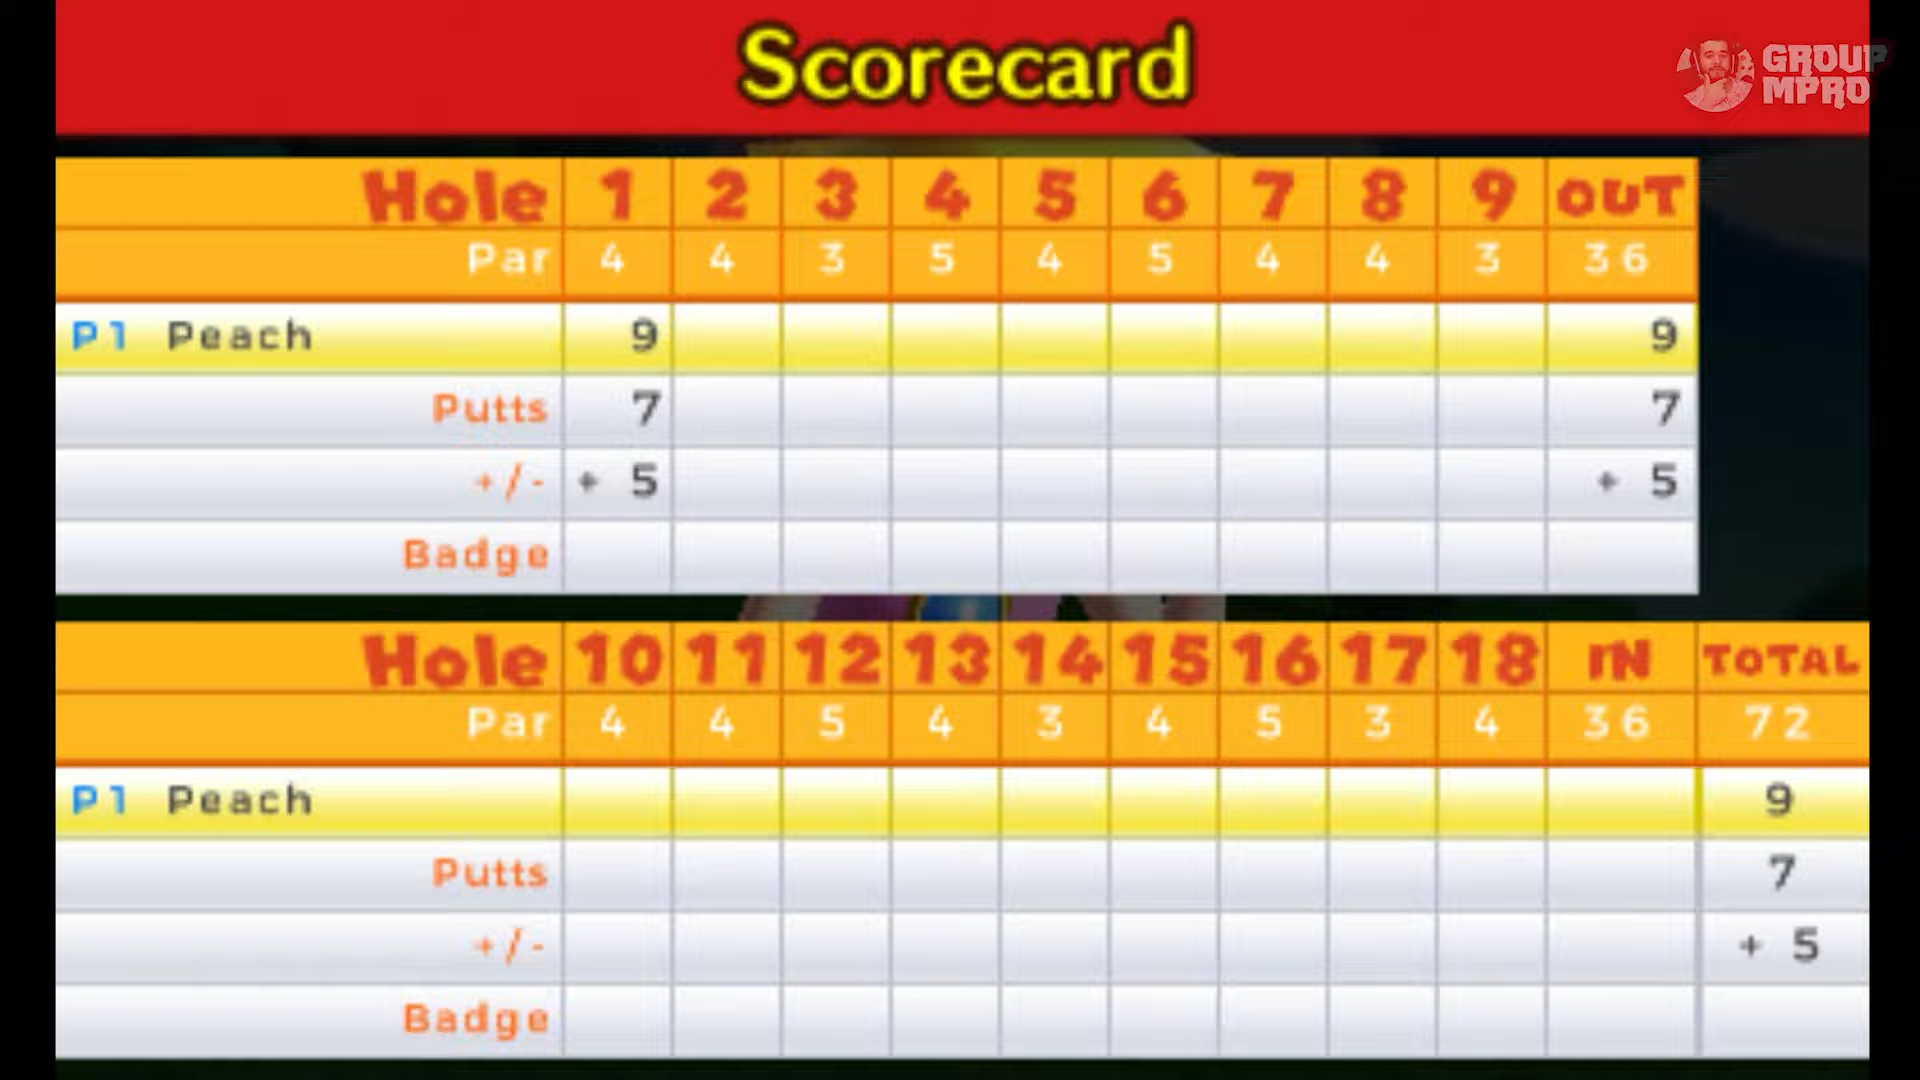 Scorecard
GROUP
MPRO
Hole 1 2 3 4 5 6 7 8 9 OUT
Par 4 4 3 5 4 5 4 4 3 36
P1 Peach 9 9
Putts 7 7
+/- + 5 + 5
Badge
Hole 10 11 12 13 14 15 16 17 18 IN TOTAL
Par 4 4 5 4 3 4 5 3 4 36 72
P1 Peach 9
Putts 7
+/- + 5
Badge